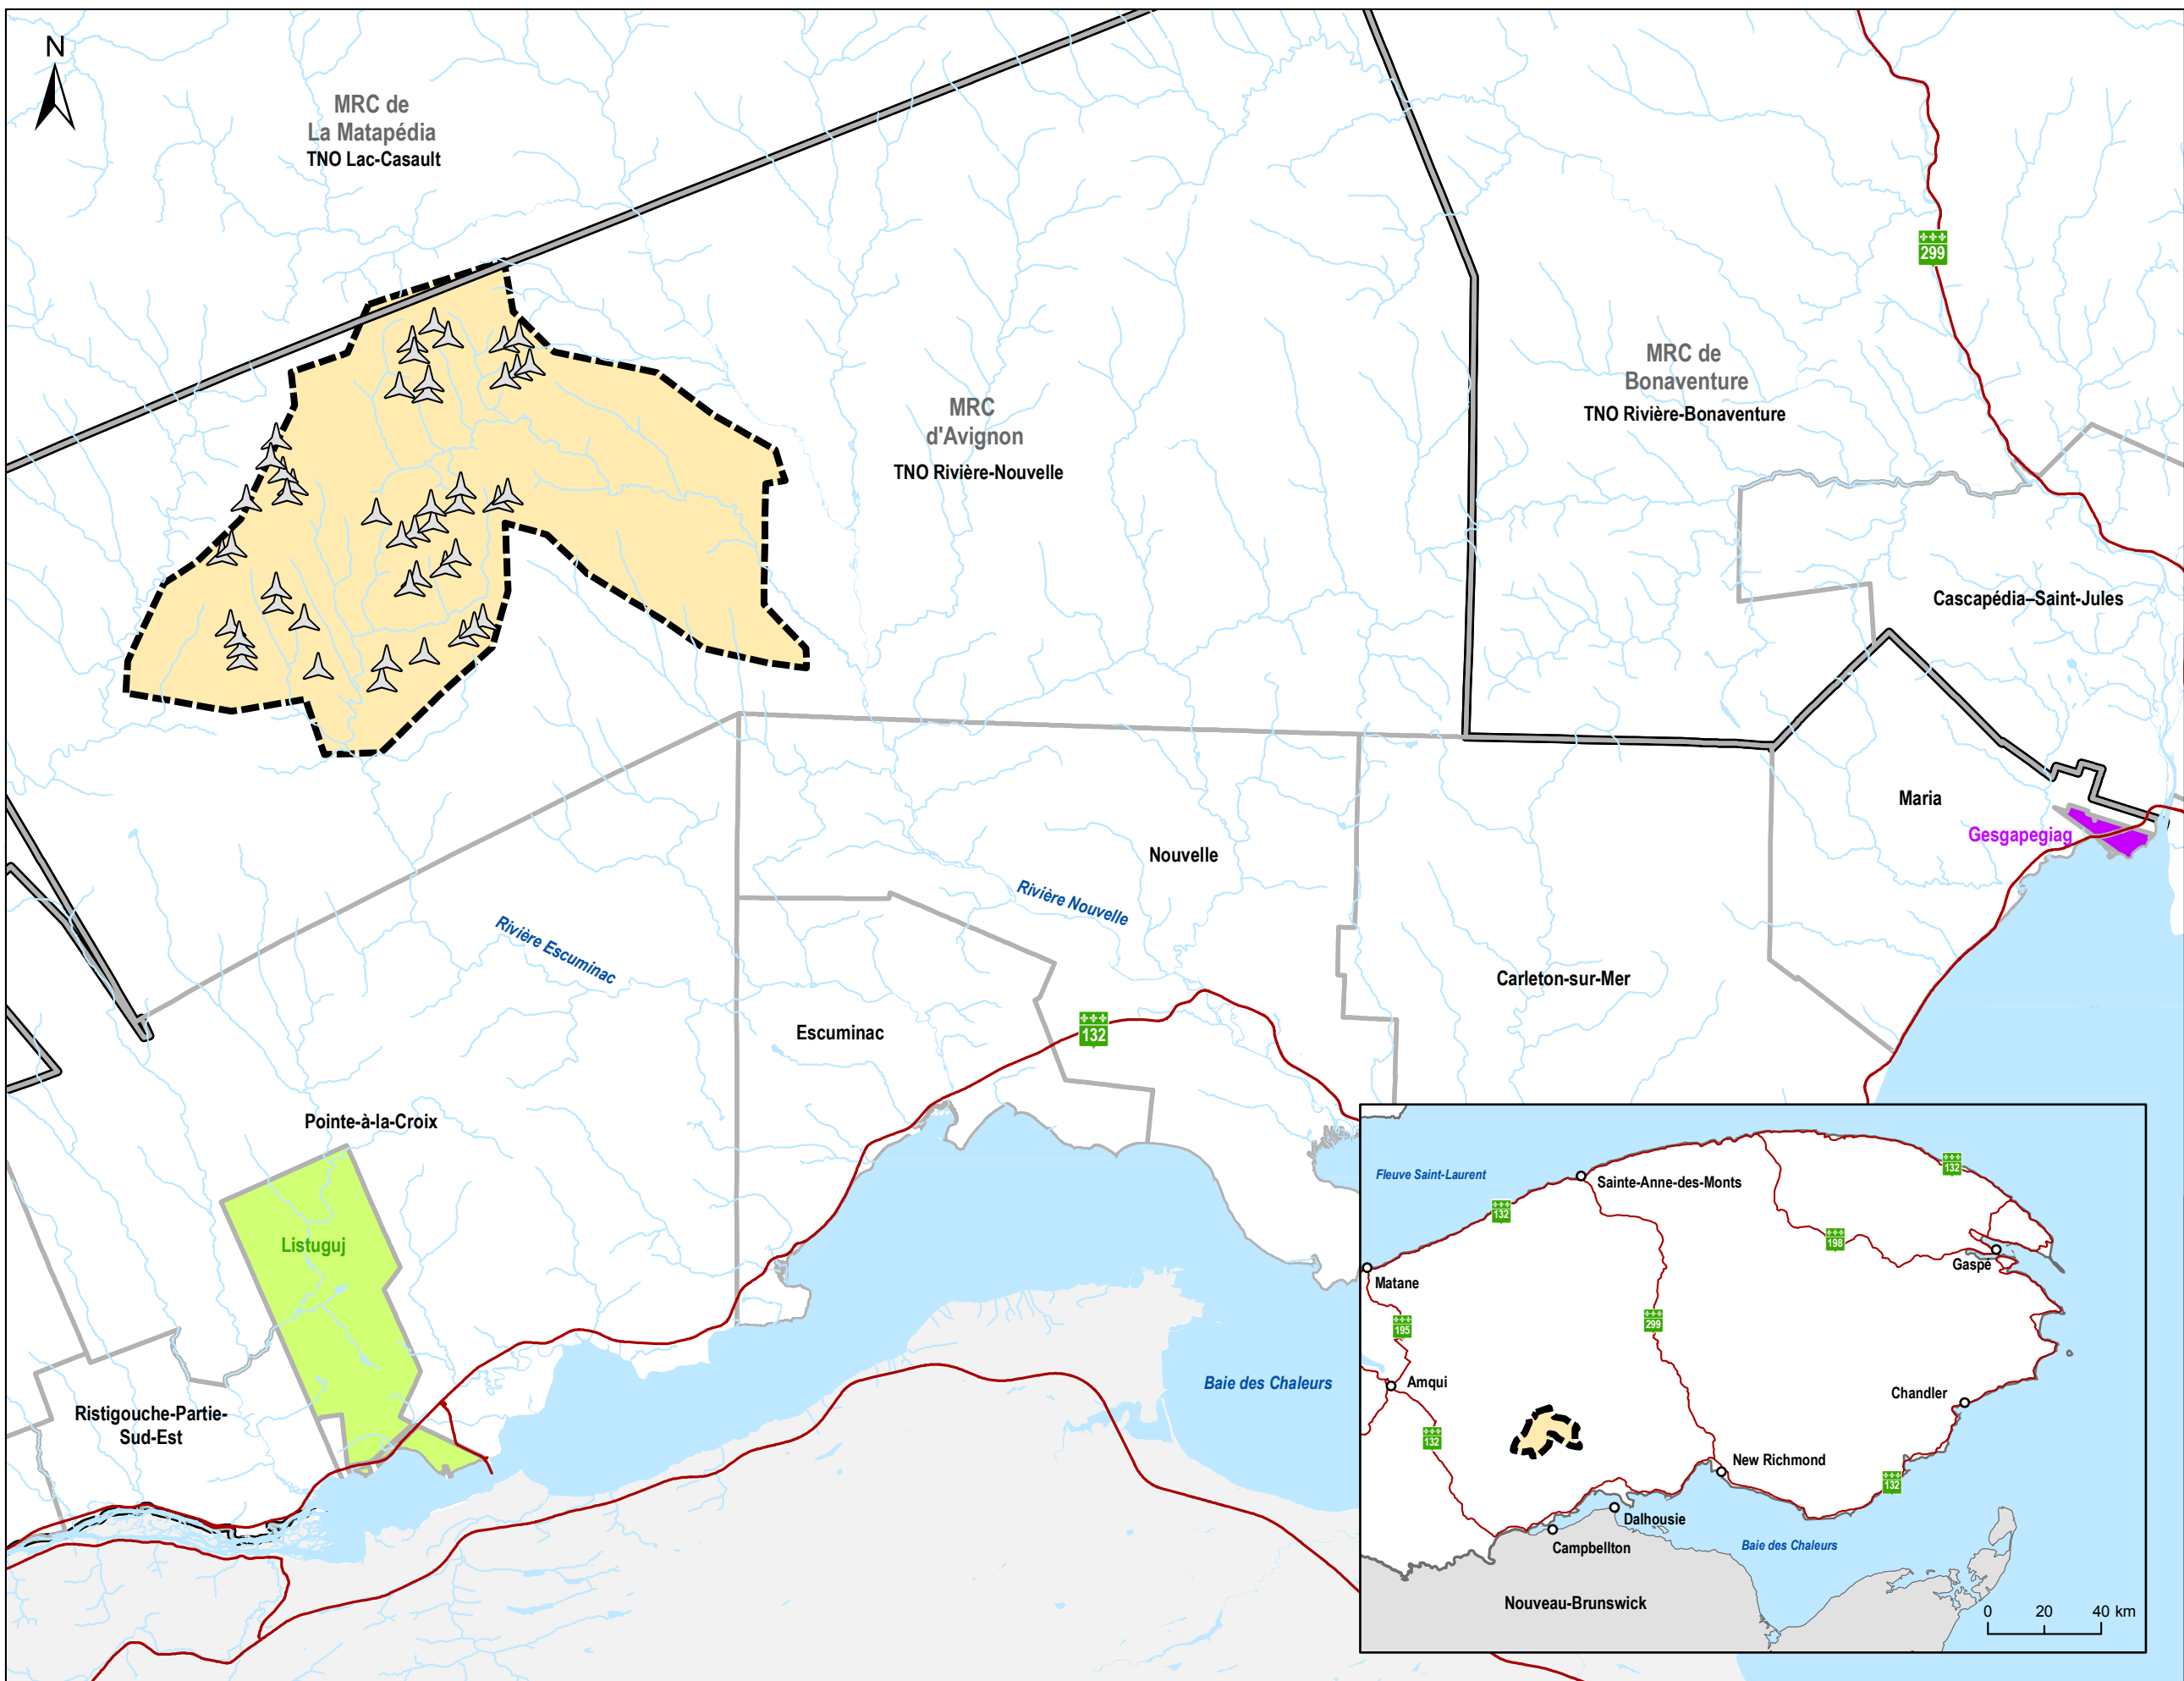 N
MRC de
La Matapédia
TNO Lac-Casault
299
MRC de
Bonaventure
TNO Rivière-Bonaventure
MRC
d'Avignon
TNO Rivière-Nouvelle
Cascapédia–Saint-Jules
Maria
Gesgapegiag
Nouvelle
Rivière Nouvelle
Rivière Escuminac
Carleton-sur-Mer
Escuminac
132
Pointe-à-la-Croix
Listuguj
Ristigouche-Partie-
Sud-Est
Baie des Chaleurs
Fleuve Saint-Laurent
Sainte-Anne-des-Monts
132
132
198
Gaspé
Matane
195
299
Amqui
132
Chandler
New Richmond
132
Dalhousie
Campbellton
Baie des Chaleurs
Nouveau-Brunswick
0 20 40 km